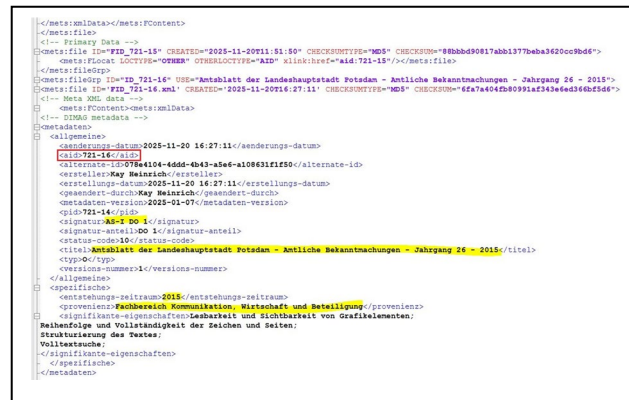 </mets:xmlData></mets:FContent>
</mets:file>
<!-- Primary Data -->
<mets:file ID="FID_721-15" CREATED="2025-11-20T11:51:50" CHECKSUMTYPE="MD5" CHECKSUM="88bbbd90817abb1377beba3620cc9bd6">
<mets:FLocat LOCTYPE="OTHER" OTHERLOCTYPE="AID" xlink:href="aid:721-15"/></mets:file>
</mets:fileGrp>
<mets:fileGrp ID="ID_721-16" USE="Amtsblatt der Landeshauptstadt Potsdam - Amtliche Bekanntmachungen - Jahrgang 26 - 2015">
<mets:file ID='FID_721-16.xml' CREATED='2025-11-20T16:27:11' CHECKSUMTYPE="MD5" CHECKSUM="6fa7a404fb80991af343e6ed366bf5d6">
<!-- Meta XML data -->
<mets:FContent><mets:xmlData>
<!-- DIMAG metadata -->
<metadaten>
<allgemeine>
<aenderungs-datum>2025-11-20 16:27:11</aenderungs-datum>
<aid>721-16</aid>
<alternate-id>078e4104-4ddd-4b43-a5e6-a108631f1f50</alternate-id>
<ersteller>Kay Heinrich</ersteller>
<erstellungs-datum>2025-11-20 16:27:11</erstellungs-datum>
<geaendert-durch>Kay Heinrich</geaendert-durch>
<metadaten-version>2025-01-07</metadaten-version>
<pid>721-14</pid>
<signatur>AS-I DO 1</signatur>
<signatur-anteil>DO 1</signatur-anteil>
<status-code>10</status-code>
<titel>Amtsblatt der Landeshauptstadt Potsdam - Amtliche Bekanntmachungen - Jahrgang 26 - 2015</titel>
<typ>O</typ>
<versions-nummer>1</versions-nummer>
</allgemeine>
<spezifische>
<entstehungs-zeitraum>2015</entstehungs-zeitraum>
<provenienz>Fachbereich Kommunikation, Wirtschaft und Beteiligung</provenienz>
<signifikante-eigenschaften>Lesbarkeit und Sichtbarkeit von Grafikelementen;
Reihenfolge und Vollständigkeit der Zeichen und Seiten;
Strukturierung des Textes;
Volltextsuche;
</signifikante-eigenschaften>
</spezifische>
</metadaten>